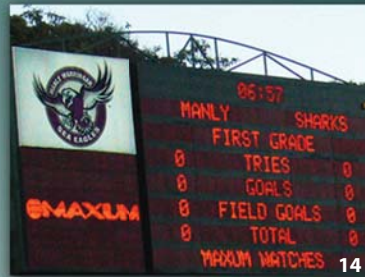 MANLY WARRINGAH
SEA EAGLES
MAXUM
06:57
MANLY SHARKS
FIRST GRADE
0 TRIES 0
0 GOALS 0
0 FIELD GOALS 0
0 TOTAL 0
MAXUM WATCHES
14